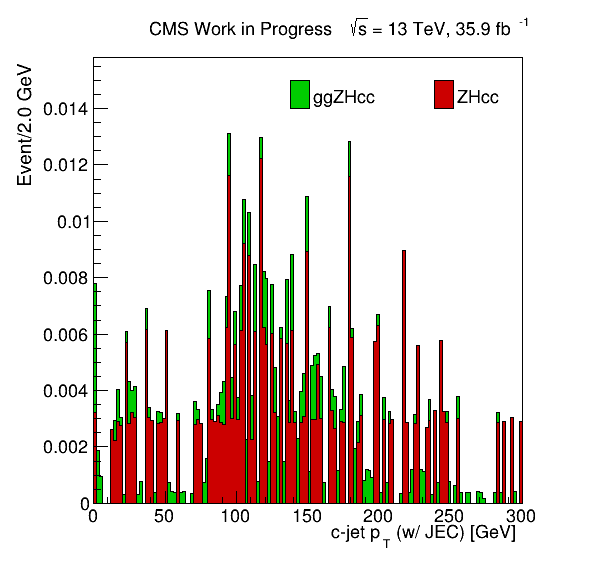 CMS Work in Progress √s = 13 TeV, 35.9 fb⁻¹
Event/2.0 GeV
ggZHcc ZHcc
0.014
0.012
0.01
0.008
0.006
0.004
0.002
0
0 50 100 150 200 250 300
c-jet p_T (w/ JEC) [GeV]